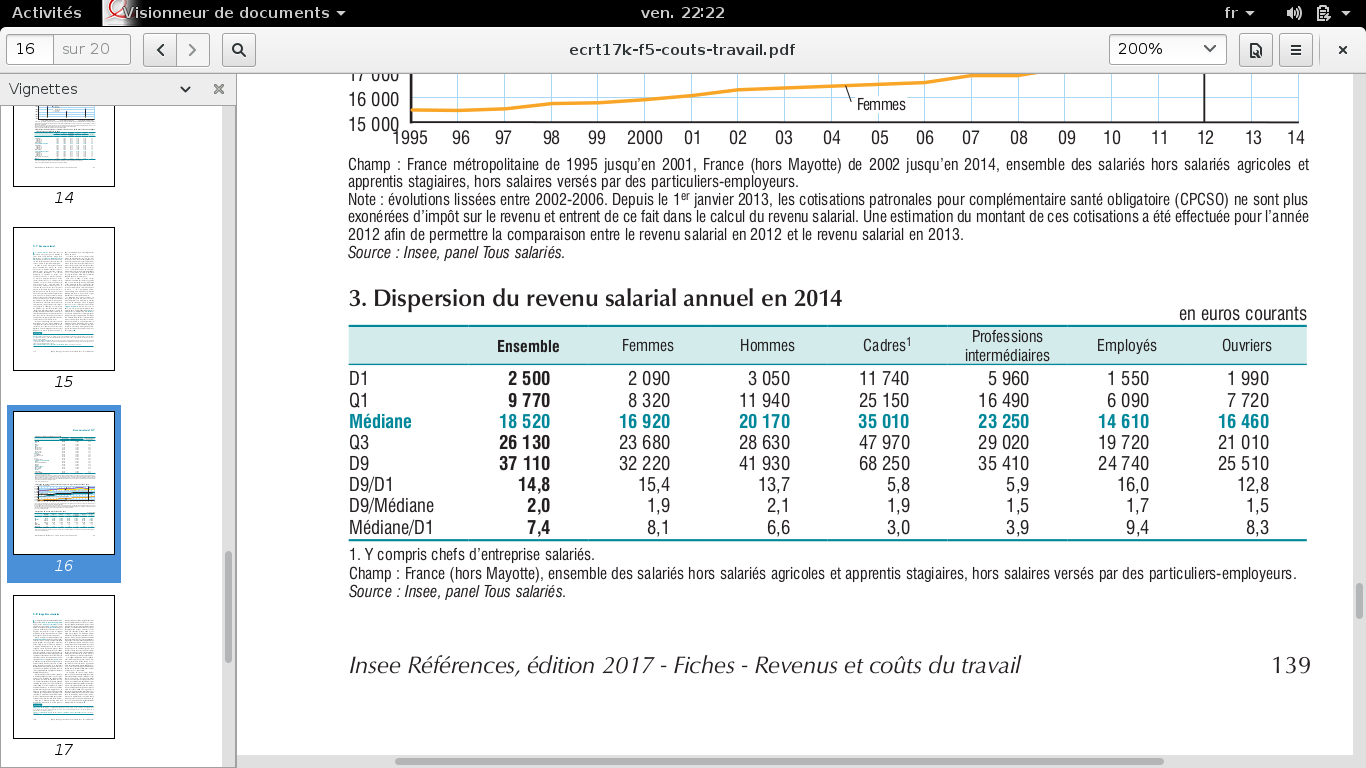 Activités Visionneur de documents ven. 22:22 fr
16 sur 20 ecrt17k-f5-couts-travail.pdf 200%
Vignettes
14
15
16
17
17 000
16 000
15 000
Femmes
1995 96 97 98 99 2000 01 02 03 04 05 06 07 08 09 10 11 12 13 14
Champ : France métropolitaine de 1995 jusqu’en 2001, France (hors Mayotte) de 2002 jusqu’en 2014, ensemble des salariés hors salariés agricoles et
apprentis stagiaires, hors salaires versés par des particuliers-employeurs.
Note : évolutions lissées entre 2002-2006. Depuis le 1er janvier 2013, les cotisations patronales pour complémentaire santé obligatoire (CPCSO) ne sont plus
exonérées d’impôt sur le revenu et entrent de ce fait dans le calcul du revenu salarial. Une estimation du montant de ces cotisations a été effectuée pour l’année
2012 afin de permettre la comparaison entre le revenu salarial en 2012 et le revenu salarial en 2013.
Source : Insee, panel Tous salariés.
3. Dispersion du revenu salarial annuel en 2014
en euros courants
Ensemble Femmes Hommes Cadres1 Professions intermédiaires Employés Ouvriers
D1 2 500 2 090 3 050 11 740 5 960 1 550 1 990
Q1 9 770 8 320 11 940 25 150 16 490 6 090 7 720
Médiane 18 520 16 920 20 170 35 010 23 250 14 610 16 460
Q3 26 130 23 680 28 630 47 970 29 020 19 720 21 010
D9 37 110 32 220 41 930 68 250 35 410 24 740 25 510
D9/D1 14,8 15,4 13,7 5,8 5,9 16,0 12,8
D9/Médiane 2,0 1,9 2,1 1,9 1,5 1,7 1,5
Médiane/D1 7,4 8,1 6,6 3,0 3,9 9,4 8,3
1. Y compris chefs d’entreprise salariés.
Champ : France (hors Mayotte), ensemble des salariés hors salariés agricoles et apprentis stagiaires, hors salaires versés par des particuliers-employeurs.
Source : Insee, panel Tous salariés.
Insee Références, édition 2017 - Fiches - Revenus et coûts du travail 139